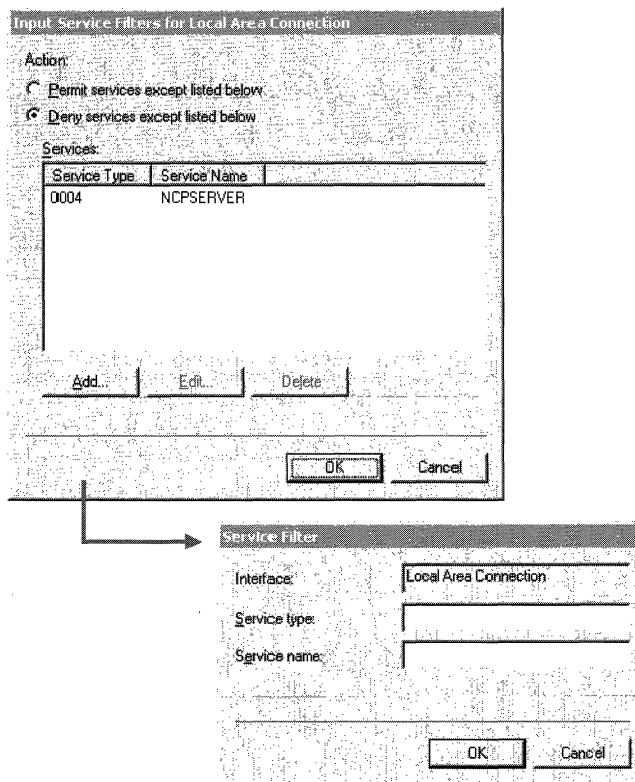 Input Service Filters for Local Area Connection
Action:
Permit services except listed below
Deny services except listed below
Services:
Service Type Service Name
0004 NCPSERVER
Add... Edit... Delete
OK Cancel
Service Filter
Interface: Local Area Connection
Service type:
Service name:
OK Cancel